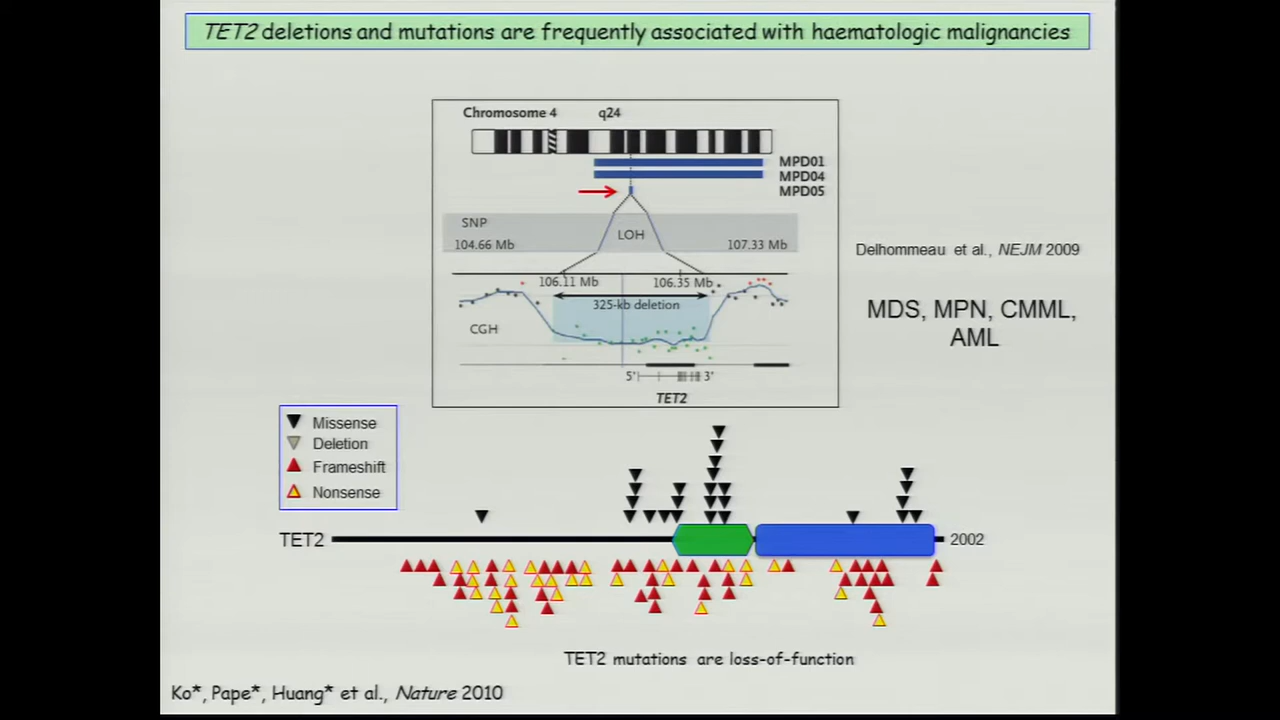 TET2 deletions and mutations are frequently associated with haematologic malignancies
Chromosome 4 q24
MPD01
MPD04
MPD05
SNP
LOH
104.66 Mb 107.33 Mb
106.11 Mb 106.35 Mb
325-kb deletion
CGH
5' 3'
TET2
Delhommeau et al., NEJM 2009
MDS, MPN, CMML,
AML
Missense
Deletion
Frameshift
Nonsense
TET2 2002
TET2 mutations are loss-of-function
Ko*, Pape*, Huang* et al., Nature 2010